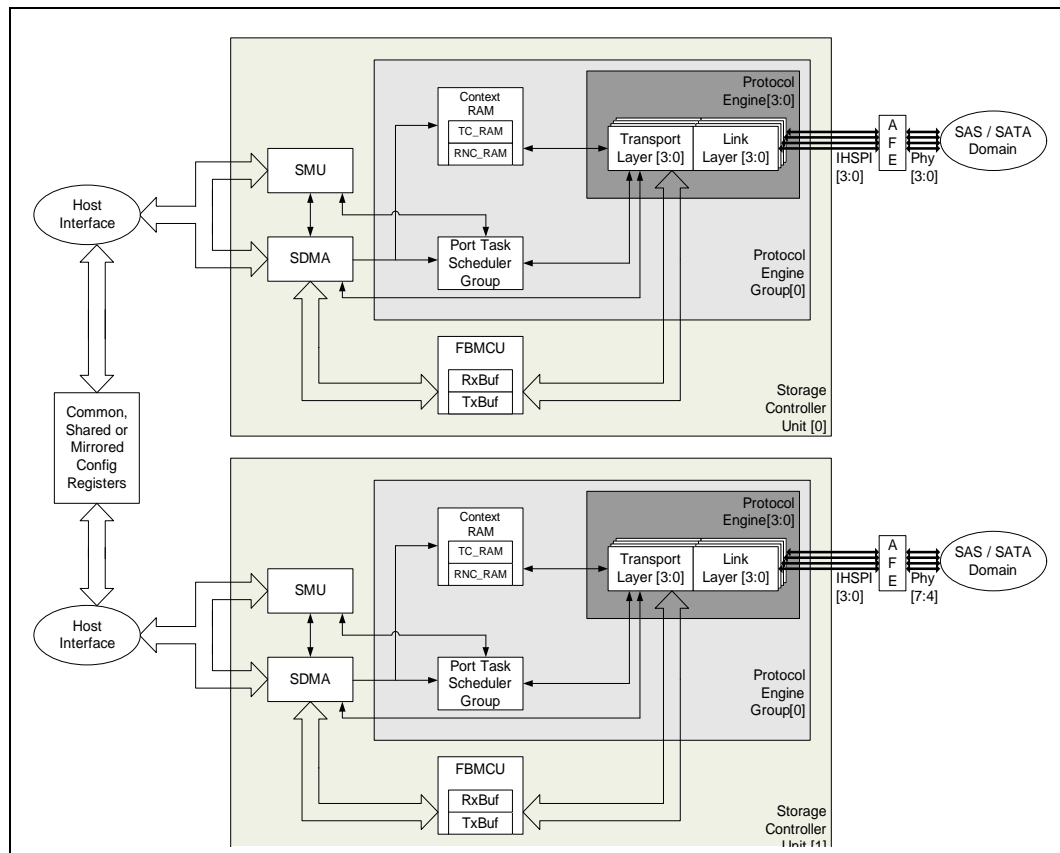 Protocol
Engine[3:0]
Context
RAM
TC_RAM
RNC_RAM
Transport
Layer [3:0]
Link
Layer [3:0]
A
F
E
IHSPI
[3:0]
Phy
[3:0]
SAS / SATA
Domain
SMU
Host
Interface
SDMA
Port Task
Scheduler
Group
Protocol
Engine
Group[0]
FBMCU
RxBuf
TxBuf
Storage
Controller
Unit [0]
Common,
Shared or
Mirrored
Config
Registers
Protocol
Engine[3:0]
Context
RAM
TC_RAM
RNC_RAM
Transport
Layer [3:0]
Link
Layer [3:0]
A
F
E
IHSPI
[3:0]
Phy
[7:4]
SAS / SATA
Domain
SMU
Host
Interface
SDMA
Port Task
Scheduler
Group
Protocol
Engine
Group[0]
FBMCU
RxBuf
TxBuf
Storage
Controller
Unit [1]